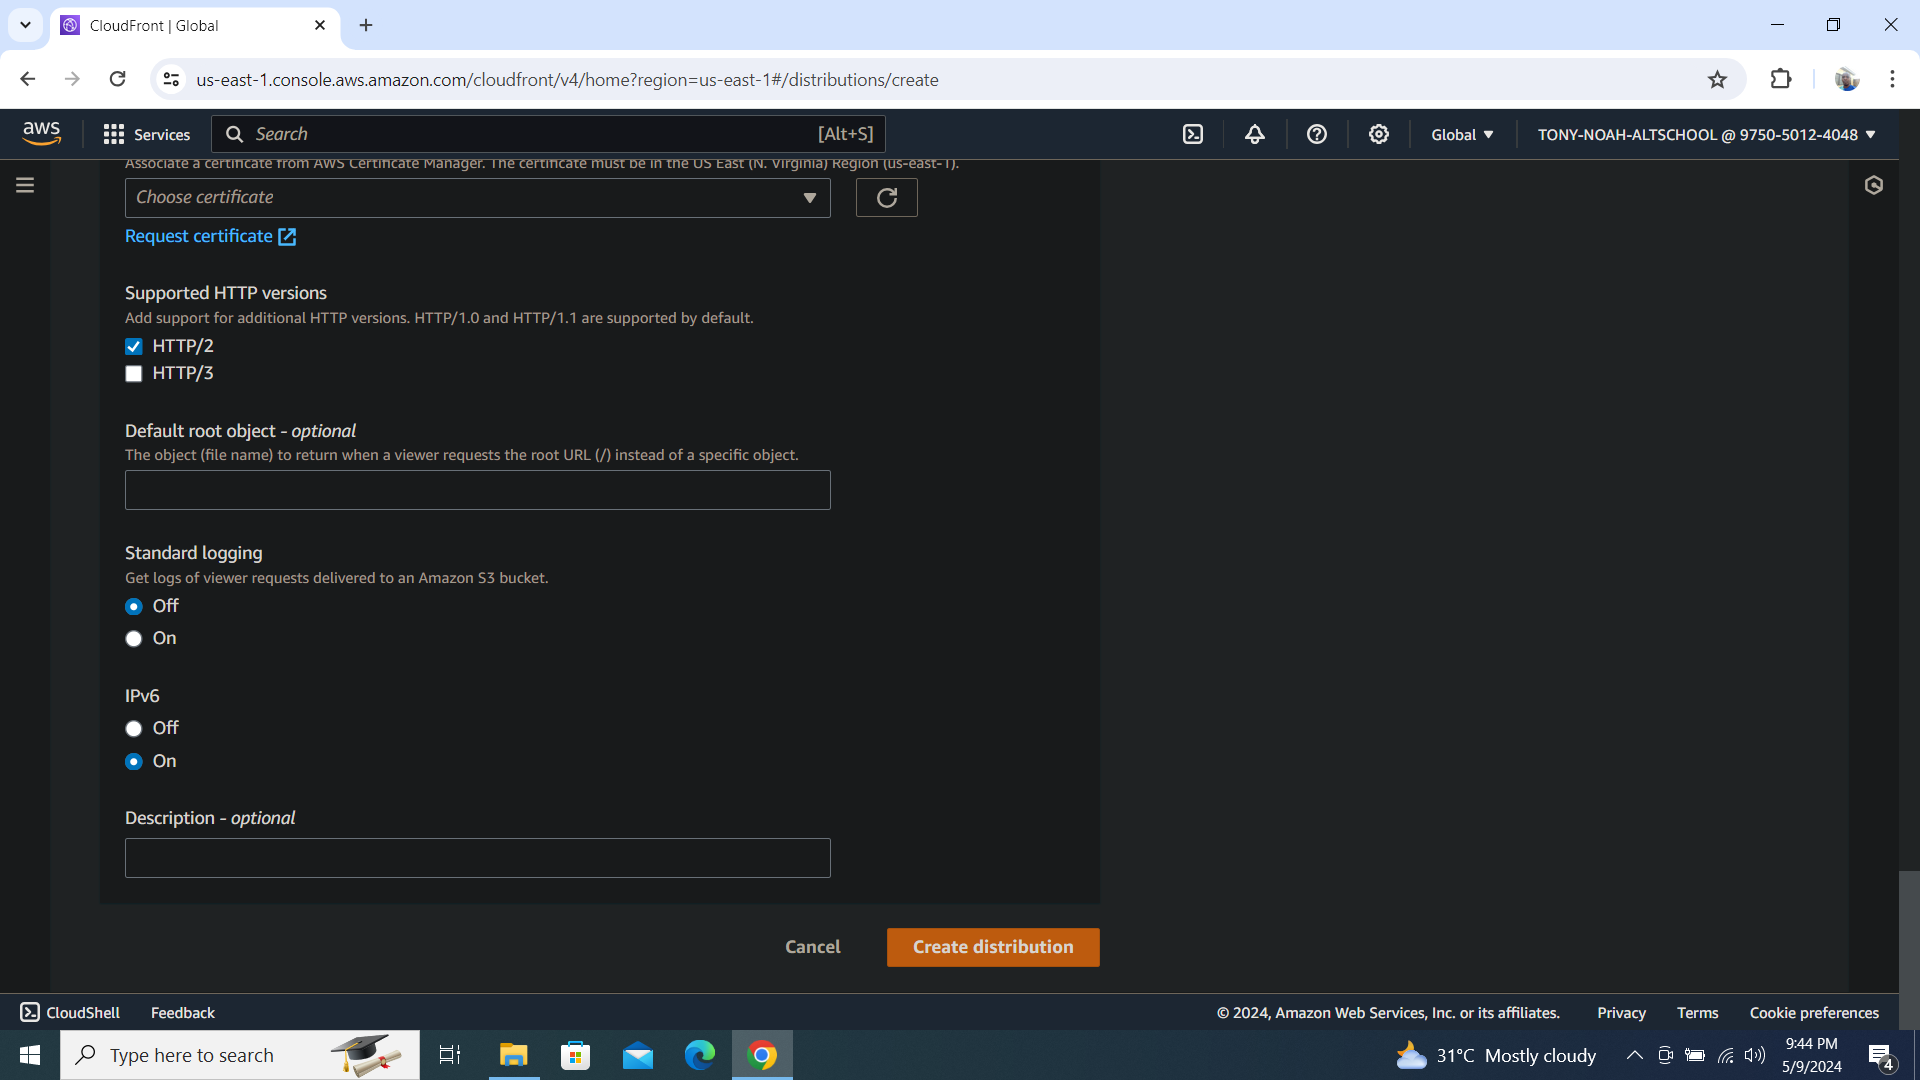 CloudFront | Global
us-east-1.console.aws.amazon.com/cloudfront/v4/home?region=us-east-1#/distributions/create
aws
Services
Search
[Alt+S]
Global
TONY-NOAH-ALTSCHOOL @ 9750-5012-4048
Associate a certificate from AWS Certificate Manager. The certificate must be in the US East (N. Virginia) Region (us-east-1).
Choose certificate
Request certificate
Supported HTTP versions
Add support for additional HTTP versions. HTTP/1.0 and HTTP/1.1 are supported by default.
HTTP/2
HTTP/3
Default root object - optional
The object (file name) to return when a viewer requests the root URL (/) instead of a specific object.
Standard logging
Get logs of viewer requests delivered to an Amazon S3 bucket.
Off
On
IPv6
Off
On
Description - optional
Cancel
Create distribution
CloudShell
Feedback
© 2024, Amazon Web Services, Inc. or its affiliates.
Privacy
Terms
Cookie preferences
Type here to search
31°C Mostly cloudy
9:44 PM
5/9/2024
4